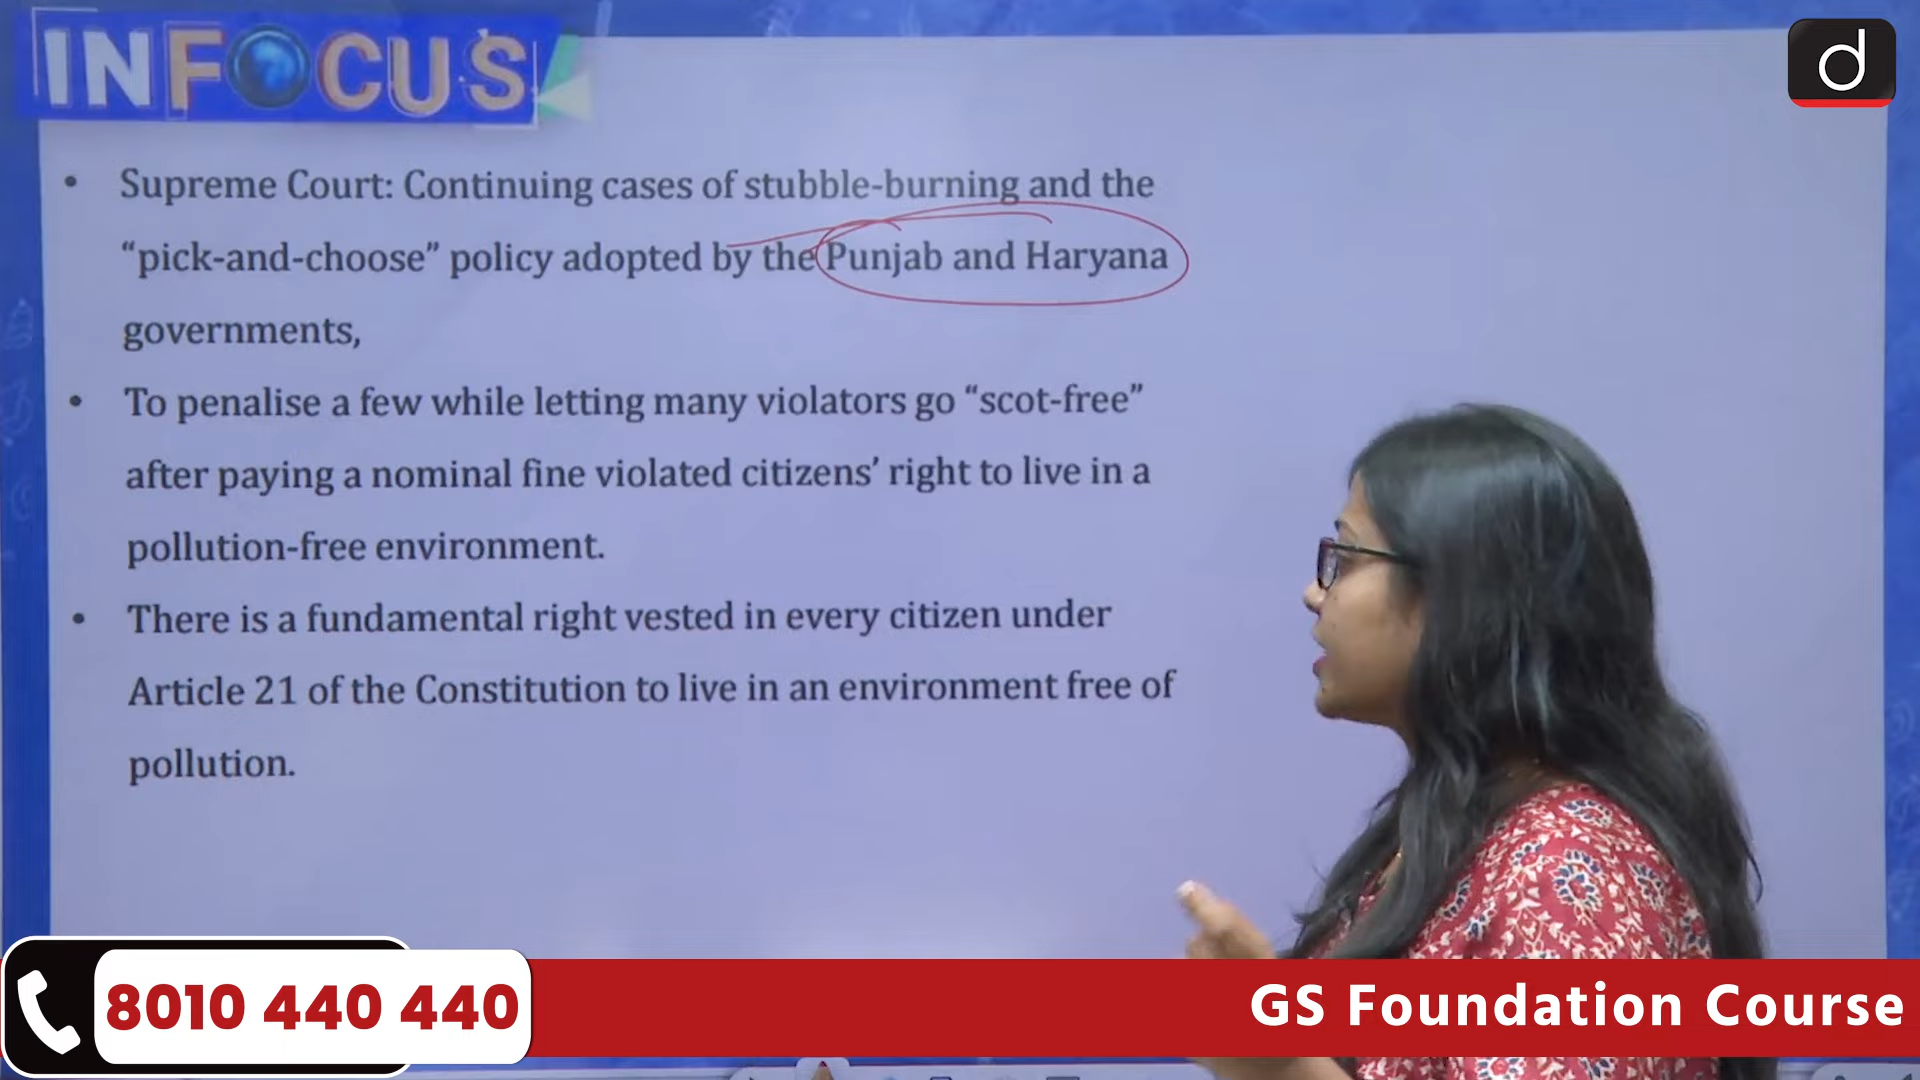 INFOCUS
d
• Supreme Court: Continuing cases of stubble-burning and the
“pick-and-choose” policy adopted by the Punjab and Haryana
governments,
• To penalise a few while letting many violators go “scot-free”
after paying a nominal fine violated citizens’ right to live in a
pollution-free environment.
• There is a fundamental right vested in every citizen under
Article 21 of the Constitution to live in an environment free of
pollution.
8010 440 440
GS Foundation Course